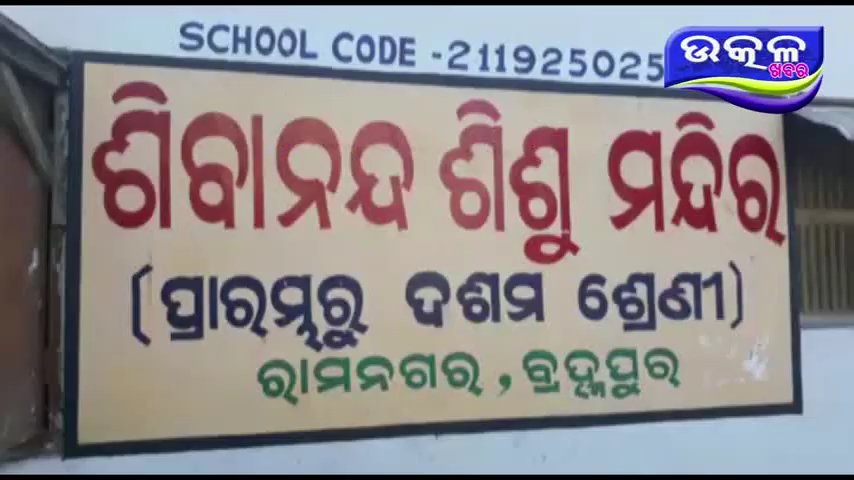 SCHOOL CODE -211925025
ଉତ୍କଳ
ଖବର
ଶିବାନନ୍ଦ ଶିଶୁ ମନ୍ଦିର
(ପ୍ରାରମ୍ଭରୁ ଦଶମ ଶ୍ରେଣୀ)
ରାମନଗର, ବ୍ରହ୍ମପୁର